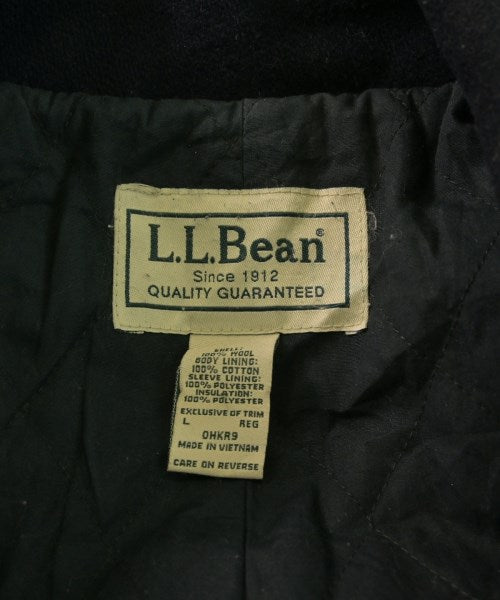 L.L.Bean®
Since 1912
QUALITY GUARANTEED
SHELL:
100% WOOL
BODY LINING:
100% COTTON
SLEEVE LINING:
100% POLYESTER
INSULATION:
100% POLYESTER
EXCLUSIVE OF TRIM
L REG
0HKR9
MADE IN VIETNAM
CARE ON REVERSE